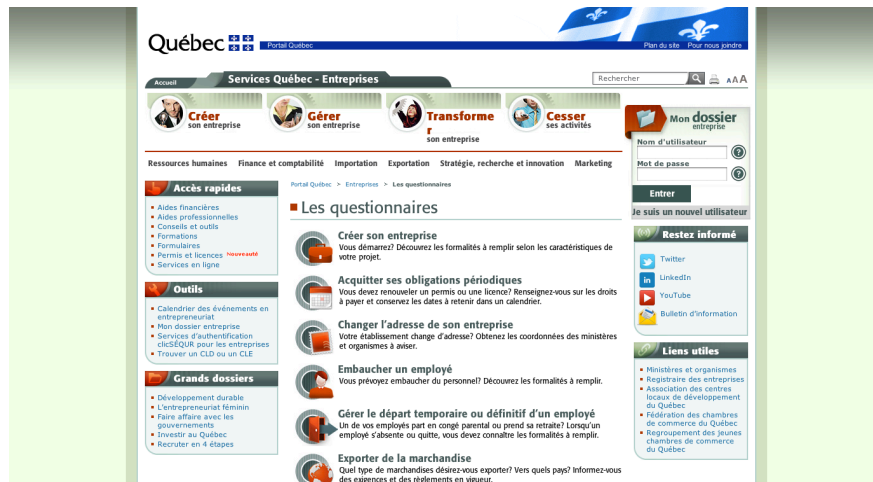 Québec
Portail Québec
Plan du site Pour nous joindre
Accueil
Services Québec - Entreprises
Rechercher
A A A
Créer
son entreprise
Gérer
son entreprise
Transforme
r
son entreprise
Cesser
ses activités
Mon dossier
entreprise
Nom d'utilisateur
?
Mot de passe
?
Entrer
Je suis un nouvel utilisateur
Ressources humaines Finance et comptabilité Importation Exportation Stratégie, recherche et innovation Marketing
Accès rapides
Aides financières
Aides professionnelles
Conseils et outils
Formations
Formulaires
Permis et licences Nouveauté
Services en ligne
Outils
Calendrier des événements en
entrepreneuriat
Mon dossier entreprise
Services d'authentification
clicSÉQUR pour les entreprises
Trouver un CLD ou un CLE
Grands dossiers
Développement durable
L'entrepreneuriat féminin
Faire affaire avec les
gouvernements
Investir au Québec
Recruter en 4 étapes
Portail Québec > Entreprises > Les questionnaires
Les questionnaires
Créer son entreprise
Vous démarrez? Découvrez les formalités à remplir selon les caractéristiques de
votre projet.
Acquitter ses obligations périodiques
Vous devez renouveler un permis ou une licence? Renseignez-vous sur les droits
à payer et conservez les dates à retenir dans un calendrier.
Changer l'adresse de son entreprise
Votre établissement change d'adresse? Obtenez les coordonnées des ministères
et organismes à aviser.
Embaucher un employé
Vous prévoyez embaucher du personnel? Découvrez les formalités à remplir.
Gérer le départ temporaire ou définitif d'un employé
Un de vos employés part en congé parental ou prend sa retraite? Lorsqu'un
employé s'absente ou quitte, vous devez connaître les formalités à remplir.
Exporter de la marchandise
Quel type de marchandises désirez-vous exporter? Vers quels pays? Informez-vous
des exigences et des règlements en vigueur.
Restez informé
Twitter
in LinkedIn
YouTube
Bulletin d'information
Liens utiles
Ministères et organismes
Registraire des entreprises
Association des centres
locaux de développement
du Québec
Fédération des chambres
de commerce du Québec
Regroupement des jeunes
chambres de commerce
du Québec